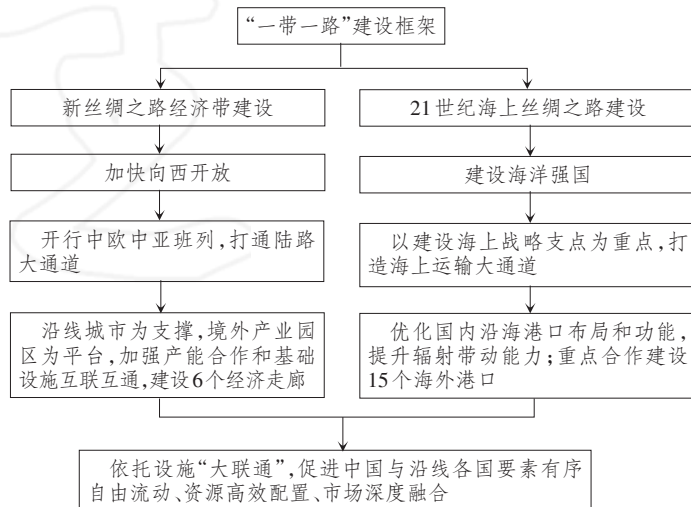 “一带一路”建设框架
新丝绸之路经济带建设
21世纪海上丝绸之路建设
加快向西开放
建设海洋强国
开行中欧中亚班列,打通陆路
大通道
以建设海上战略支点为重点,打
造海上运输大通道
沿线城市为支撑,境外产业园
区为平台,加强产能合作和基础
设施互联互通,建设6个经济走廊
优化国内沿海港口布局和功能,
提升辐射带动能力;重点合作建设
15个海外港口
依托设施“大联通”,促进中国与沿线各国要素有序
自由流动、资源高效配置、市场深度融合